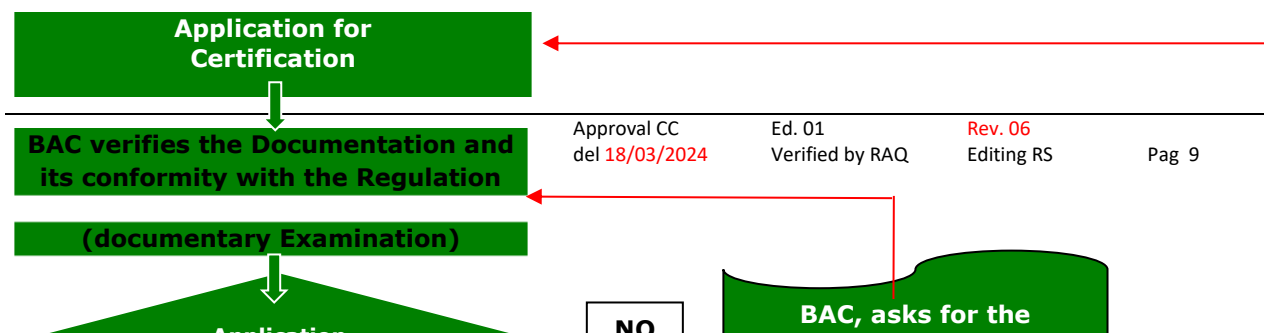 Application for
Certification
BAC verifies the Documentation and
its conformity with the Regulation
Approval CC
del 18/03/2024
Ed. 01
Verified by RAQ
Rev. 06
Editing RS
Pag 9
(documentary Examination)
Application
NO
BAC, asks for the